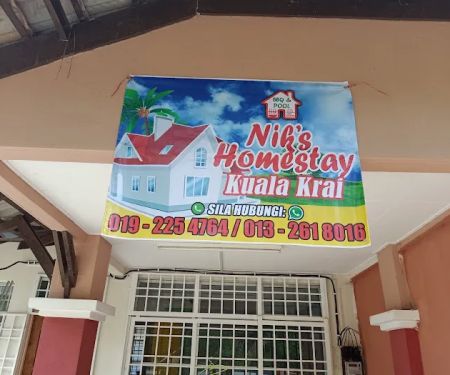 BBQ &
POOL
Nik's
Homestay
Kuala Krai
SILA HUBUNGI:
019 - 225 4764 / 013 - 261 8016